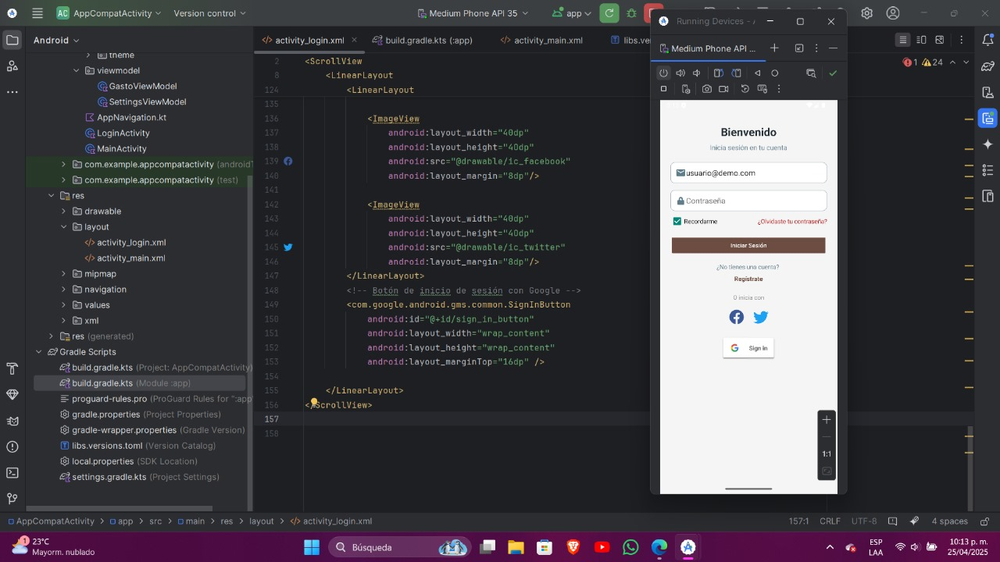 AC AppCompatActivity Version control Medium Phone API 35 app
Running Devices -
Android
activity_login.xml build.gradle.kts (:app) activity_main.xml libs.ve
Medium Phone API ...
1 24
theme
viewmodel
GastoViewModel
SettingsViewModel
AppNavigation.kt
LoginActivity
MainActivity
com.example.appcompatactivity (android
com.example.appcompatactivity (test)
res
drawable
layout
activity_login.xml
activity_main.xml
mipmap
navigation
values
xml
res (generated)
Gradle Scripts
build.gradle.kts (Project: AppCompatActivity)
build.gradle.kts (Module :app)
proguard-rules.pro (ProGuard Rules for ":app"
gradle.properties (Project Properties)
gradle-wrapper.properties (Gradle Version)
libs.versions.toml (Version Catalog)
local.properties (SDK Location)
settings.gradle.kts (Project Settings)
2 <ScrollView
8 <LinearLayout
124 <LinearLayout
135
136 <ImageView
137 android:layout_width="40dp"
138 android:layout_height="40dp"
139 android:src="@drawable/ic_facebook"
140 android:layout_margin="8dp"/>
141
142 <ImageView
143 android:layout_width="40dp"
144 android:layout_height="40dp"
145 android:src="@drawable/ic_twitter"
146 android:layout_margin="8dp"/>
147 </LinearLayout>
148 <!-- Botón de inicio de sesión con Google -->
149 <com.google.android.gms.common.SignInButton
150 android:id="@+id/sign_in_button"
151 android:layout_width="wrap_content"
152 android:layout_height="wrap_content"
153 android:layout_marginTop="16dp" />
154
155 </LinearLayout>
156 </ScrollView>
157
158
Bienvenido
Inicia sesión en tu cuenta
usuario@demo.com
Contraseña
Recordarme ¿Olvidaste tu contraseña?
Iniciar Sesión
¿No tienes una cuenta?
Regístrate
O inicia con
Sign in
1:1
AppCompatActivity app src main res layout activity_login.xml
157:1 CRLF UTF-8 4 spaces
1
23°C
Mayorm. nublado
Búsqueda
ESP
LAA
10:13 p. m.
25/04/2025